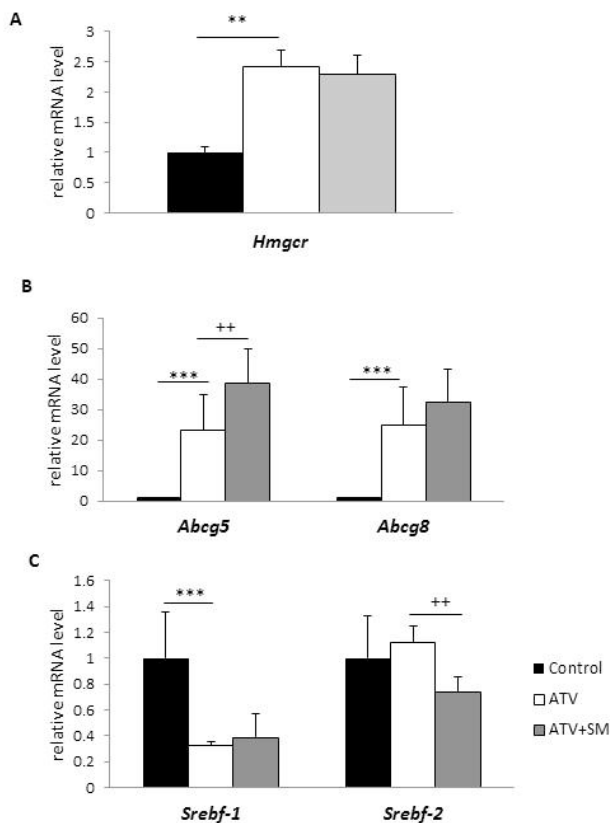 A
relative mRNA level
3
2.5
2
1.5
1
0.5
0
**
Hmgcr
B
relative mRNA level
60
50
40
30
20
10
0
***
++
***
Abcg5
Abcg8
C
relative mRNA level
1.6
1.4
1.2
1
0.8
0.6
0.4
0.2
0
***
++
Srebf-1
Srebf-2
Control
ATV
ATV+SM